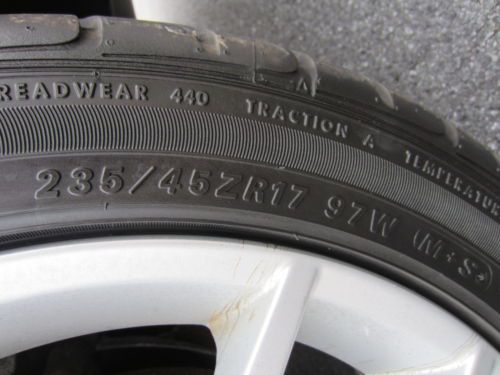 READWEAR 440 TRACTION A TEMPERATUR
235/45ZR17 97W (M+S)